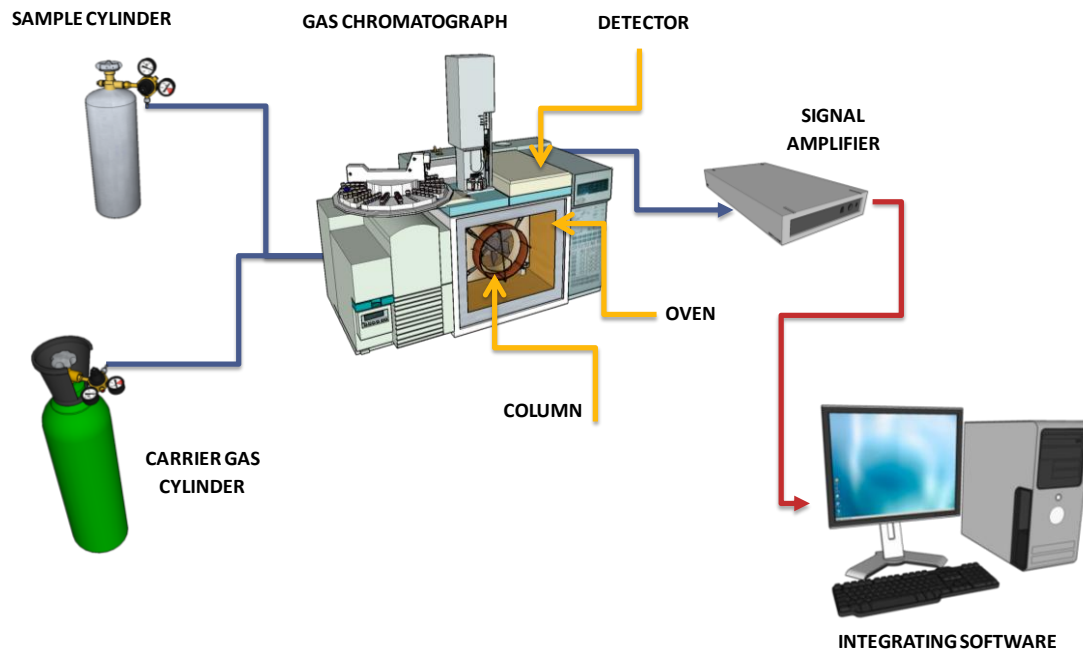 SAMPLE CYLINDER
GAS CHROMATOGRAPH
DETECTOR
SIGNAL
AMPLIFIER
OVEN
COLUMN
CARRIER GAS
CYLINDER
INTEGRATING SOFTWARE